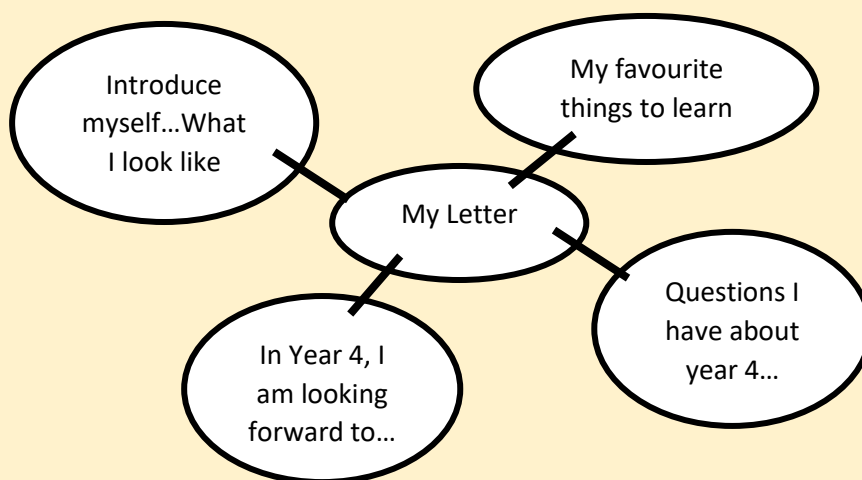 Introduce
myself...What
I look like
My favourite
things to learn
My Letter
Questions I
have about
year 4...
In Year 4, I
am looking
forward to...